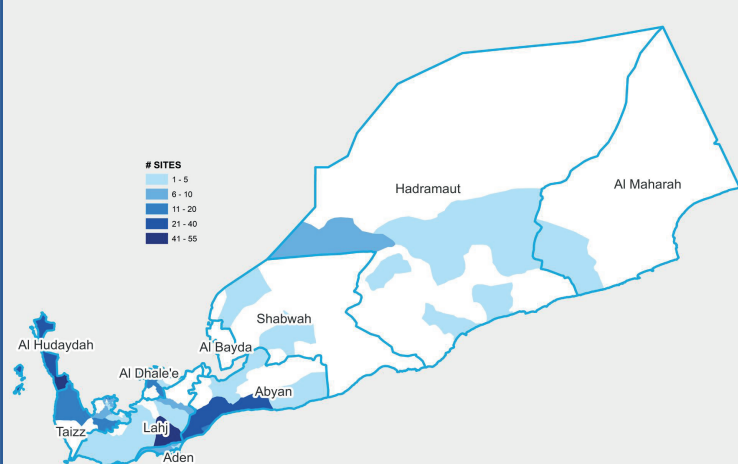 # SITES
1 - 5
6 - 10
11 - 20
21 - 40
41 - 55
Hadramaut
Al Maharah
Shabwah
Al Hudaydah
Al Bayda
Al Dhale'e
Abyan
Taizz
Lahj
Aden